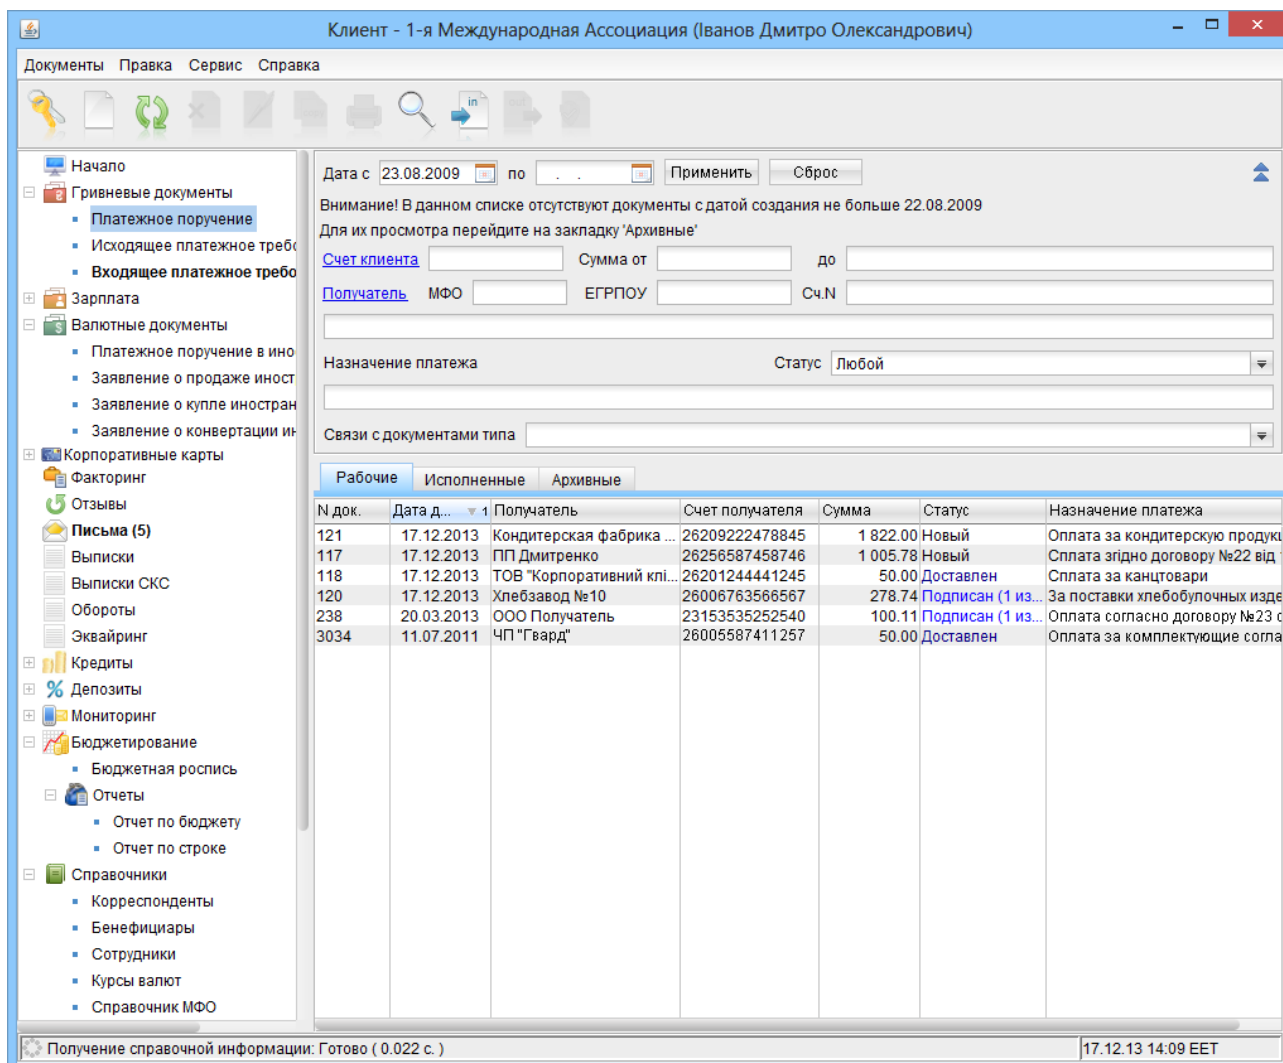 Клиент - 1-я Международная Ассоциация (Іванов Дмитро Олександрович)
Документы Правка Сервис Справка
in
Начало
Гривневые документы
Платежное поручение
Исходящее платежное требо
Входящее платежное требо
Зарплата
Валютные документы
Платежное поручение в ино
Заявление о продаже иност
Заявление о купле иностран
Заявление о конвертации ин
Корпоративные карты
Факторинг
Отзывы
Письма (5)
Выписки
Выписки СКС
Обороты
Эквайринг
Кредиты
Депозиты
Мониторинг
Бюджетирование
Бюджетная роспись
Отчеты
Отчет по бюджету
Отчет по строке
Справочники
Корреспонденты
Бенефициары
Сотрудники
Курсы валют
Справочник МФО
Дата с 23.08.2009 по . . Применить Сброс
Внимание! В данном списке отсутствуют документы с датой создания не больше 22.08.2009
Для их просмотра перейдите на закладку 'Архивные'
Счет клиента Сумма от до
Получатель МФО ЕГРПОУ Сч.N
Назначение платежа Статус Любой
Связи с документами типа
Рабочие Исполненные Архивные
N док. Дата д... 1 Получатель Счет получателя Сумма Статус Назначение платежа
121 17.12.2013 Кондитерская фабрика ... 26209222478845 1 822.00 Новый Оплата за кондитерскую продукц
117 17.12.2013 ПП Дмитренко 26256587458746 1 005.78 Новый Сплата згідно договору №22 від
118 17.12.2013 ТОВ "Корпоративний клі... 26201244441245 50.00 Доставлен Сплата за канцтовари
120 17.12.2013 Хлебзавод №10 26006763566567 278.74 Подписан (1 из... За поставки хлебобулочных изде
238 20.03.2013 ООО Получатель 23153535252540 100.11 Подписан (1 из... Оплата согласно договору №23 о
3034 11.07.2011 ЧП "Гвард" 26005587411257 50.00 Доставлен Оплата за комплектующие согла
Получение справочной информации: Готово ( 0.022 с. ) 17.12.13 14:09 EET